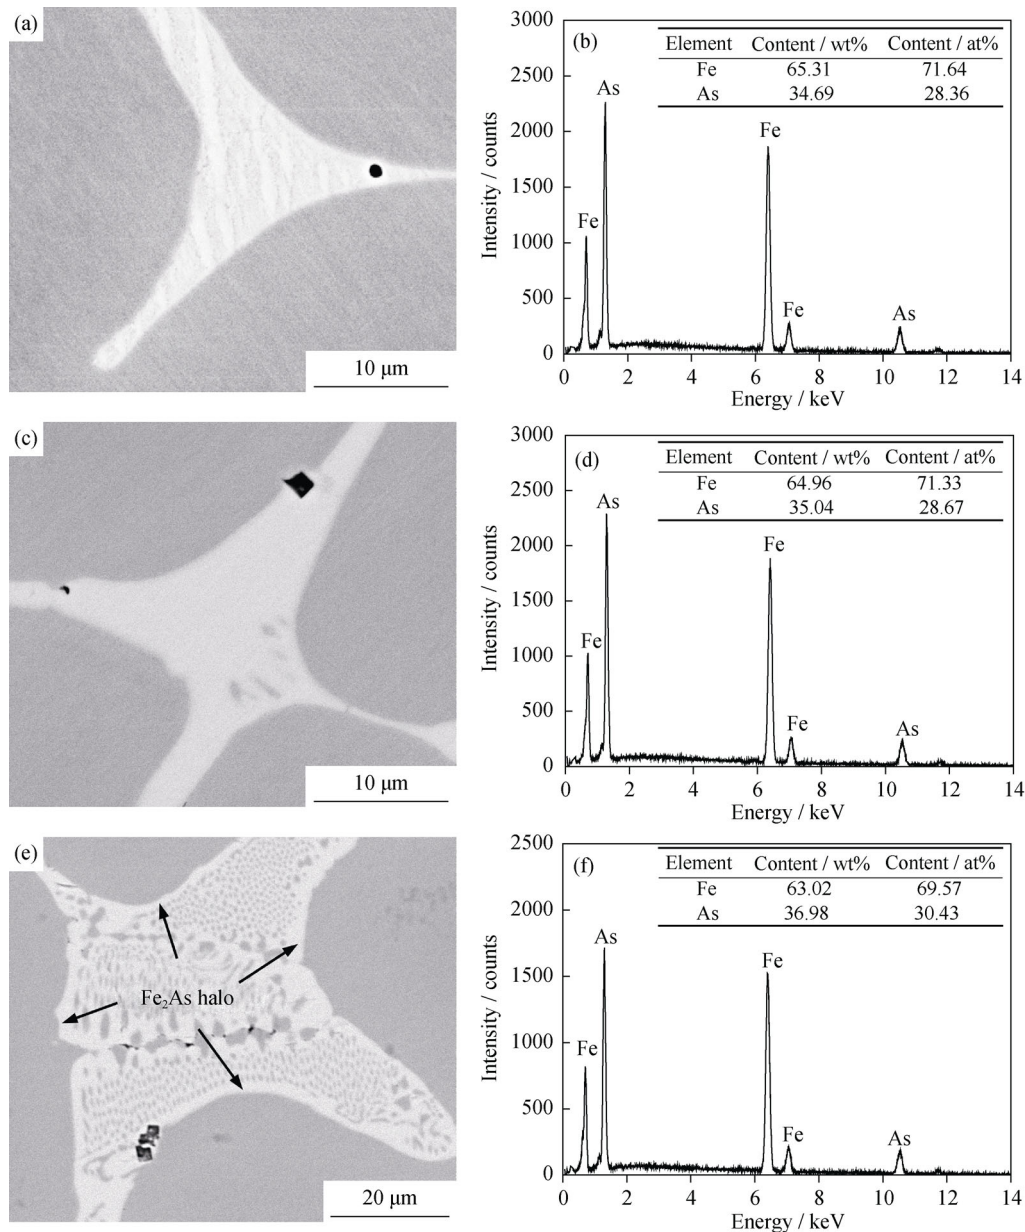 (a)
10 μm
(b)
Element Content / wt% Content / at%
Fe 65.31 71.64
As 34.69 28.36
3000
2500
2000
1500
1000
500
0
Intensity / counts
Fe
As
Fe
Fe
As
0 2 4 6 8 10 12 14
Energy / keV
(c)
10 μm
(d)
Element Content / wt% Content / at%
Fe 64.96 71.33
As 35.04 28.67
3000
2500
2000
1500
1000
500
0
Intensity / counts
Fe
As
Fe
Fe
As
0 2 4 6 8 10 12 14
Energy / keV
(e)
Fe₂As halo
20 μm
(f)
Element Content / wt% Content / at%
Fe 63.02 69.57
As 36.98 30.43
2500
2000
1500
1000
500
0
Intensity / counts
Fe
As
Fe
Fe
As
0 2 4 6 8 10 12 14
Energy / keV